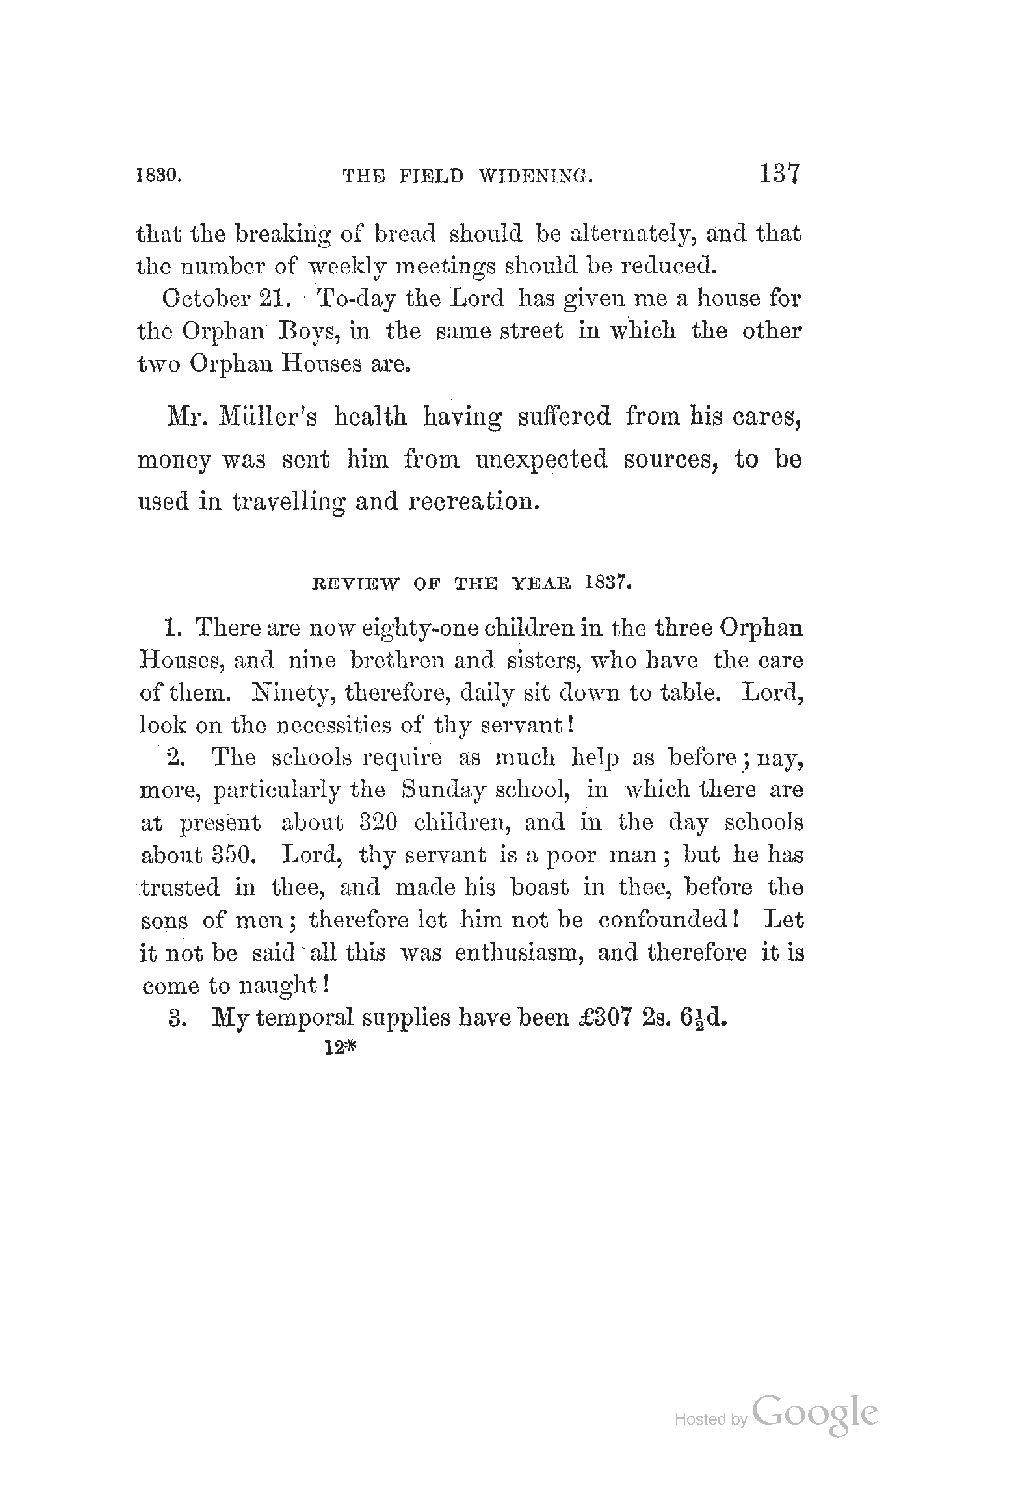 1830. THE FIELD WIDENING. 137
that the breaking of bread should be alternately, and that
the number of weekly meetings should be reduced.
October 21. To-day the Lord has given me a house for
the Orphan Boys, in the same street in which the other
two Orphan Houses are.
Mr. Müller's health having suffered from his cares,
money was sent him from unexpected sources, to be
used in travelling and recreation.
REVIEW OF THE YEAR 1837.
1. There are now eighty-one children in the three Orphan
Houses, and nine brethren and sisters, who have the care
of them. Ninety, therefore, daily sit down to table. Lord,
look on the necessities of thy servant!
2. The schools require as much help as before; nay,
more, particularly the Sunday school, in which there are
at present about 320 children, and in the day schools
about 350. Lord, thy servant is a poor man; but he has
trusted in thee, and made his boast in thee, before the
sons of men; therefore let him not be confounded! Let
it not be said all this was enthusiasm, and therefore it is
come to naught!
3. My temporal supplies have been £307 2s. 6½d.
12*
Hosted by Google